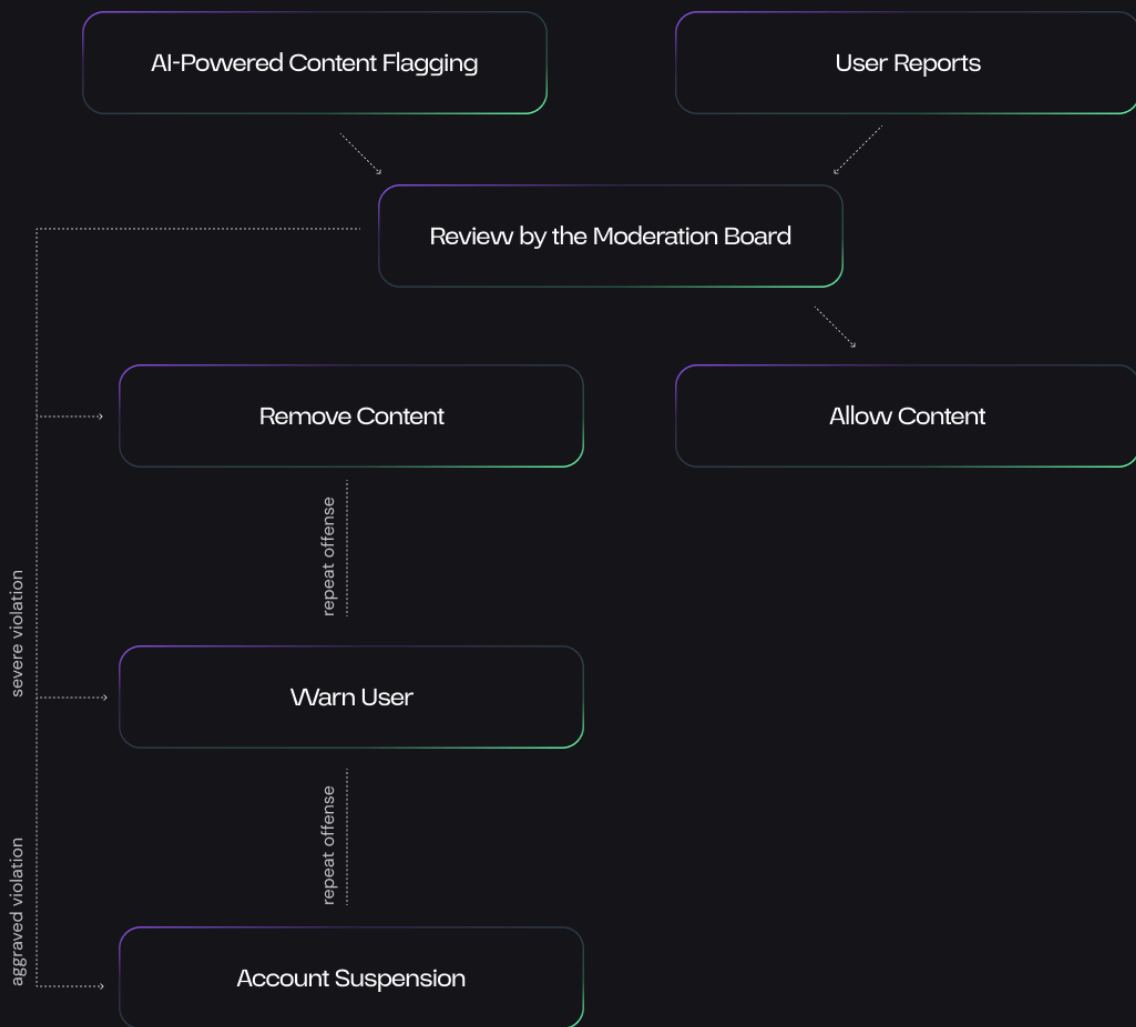 AI-Powered Content Flagging
User Reports
Review by the Moderation Board
Remove Content
Allow Content
repeat offense
severe violation
Warn User
repeat offense
aggraved violation
Account Suspension